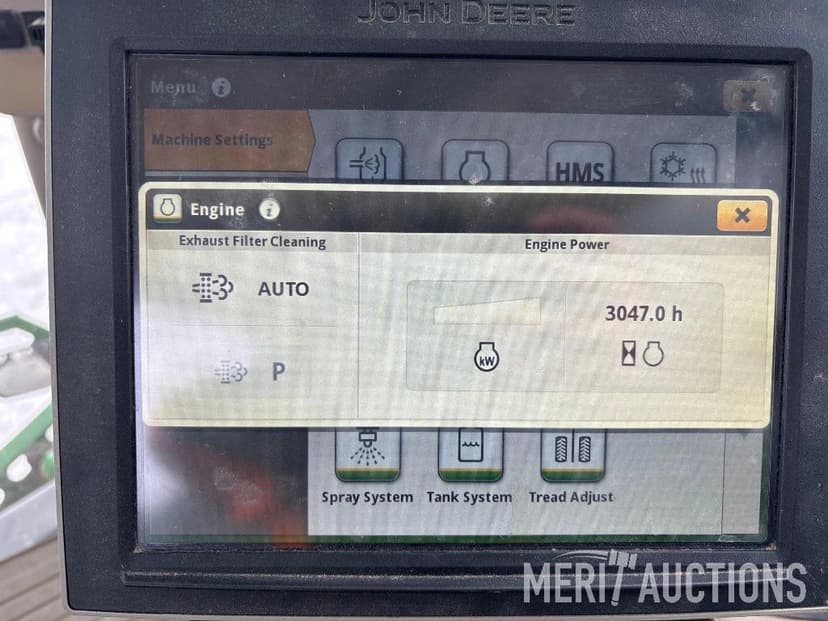 JOHN DEERE
Menu i
Machine Settings
HMS
Engine i
Exhaust Filter Cleaning
Engine Power
AUTO
3047.0 h
kW
P
Spray System Tank System Tread Adjust
MERIT AUCTIONS